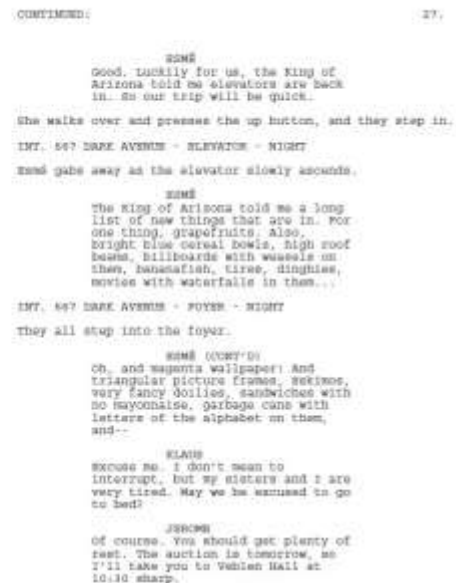 CONTINUED:
27.
ESMÉ
Good. Luckily for us, the King of
Arizona told me elevators are back
in. So our trip will be quick.
She walks over and presses the up button, and they step in.
INT. 667 DARK AVENUE - ELEVATOR - NIGHT
Esmé gabs away as the elevator slowly ascends.
ESMÉ
The King of Arizona told me a long
list of new things that are in. For
one thing, grapefruits. Also,
bright blue cereal bowls, high roof
beams, billboards with weasels on
them, bananafish, tires, dinghies,
movies with waterfalls in them...
INT. 667 DARK AVENUE - FOYER - NIGHT
They all step into the foyer.
ESMÉ (CONT'D)
Oh, and magenta wallpaper! And
triangular picture frames, Eskimos,
very fancy doilies, sandwiches with
no mayonnaise, garbage cans with
letters of the alphabet on them,
and--
KLAUS
Excuse me. I don't mean to
interrupt, but my sisters and I are
very tired. May we be excused to go
to bed?
JEROME
Of course. You should get plenty of
rest. The auction is tomorrow, so
I'll take you to Veblen Hall at
10:30 sharp.